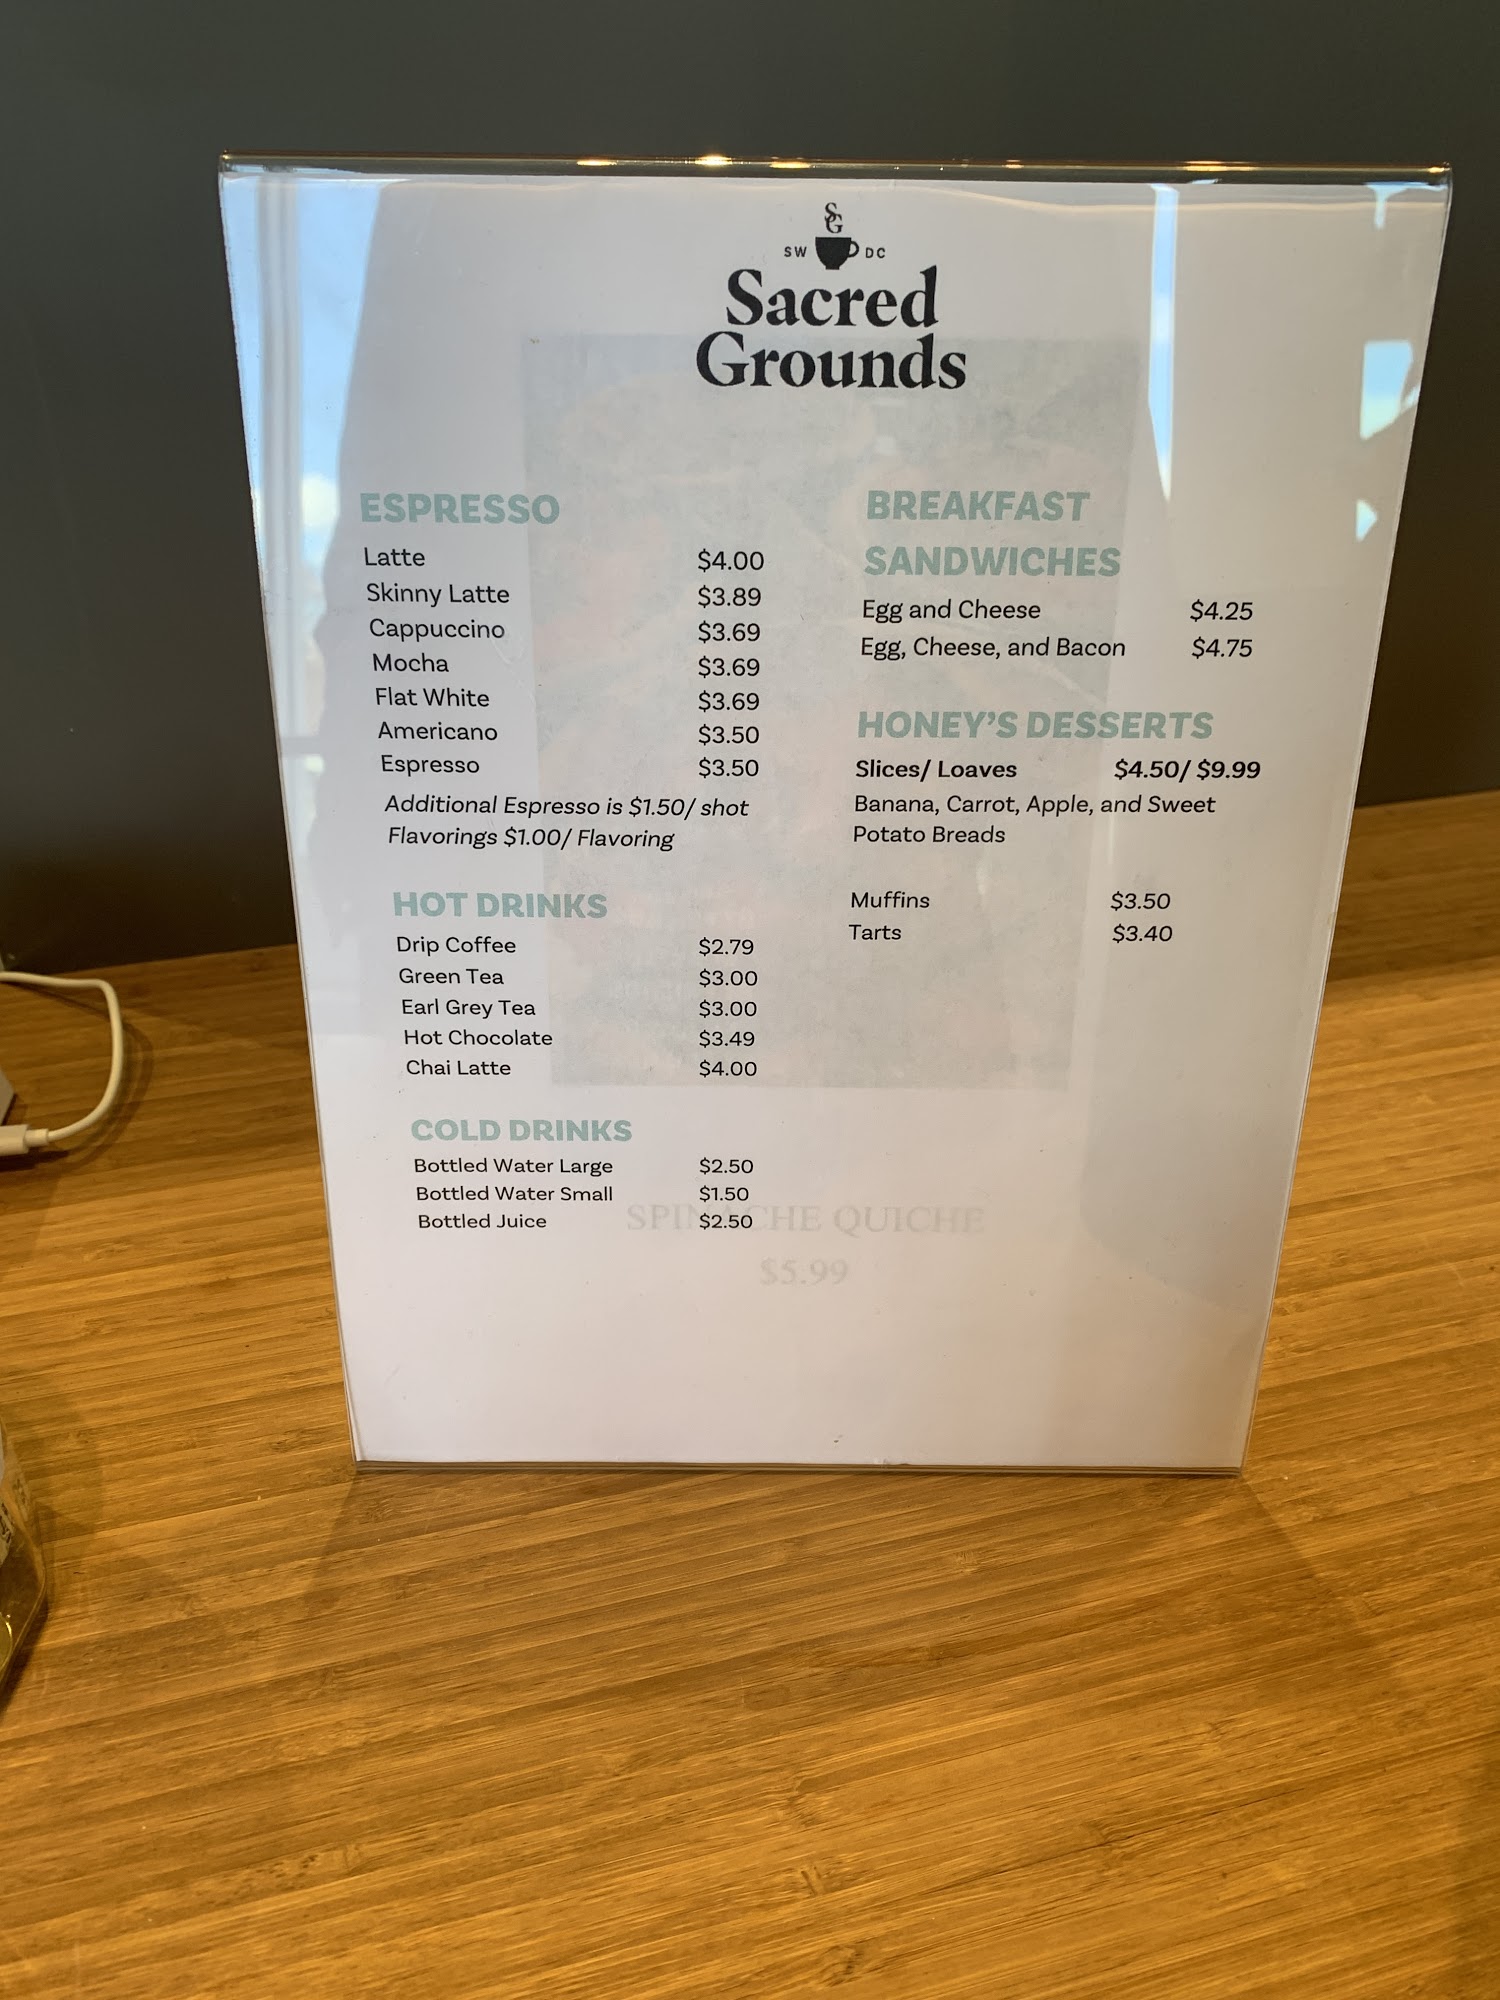 SG
SW DC
Sacred
Grounds
ESPRESSO
Latte $4.00
Skinny Latte $3.89
Cappuccino $3.69
Mocha $3.69
Flat White $3.69
Americano $3.50
Espresso $3.50
Additional Espresso is $1.50/ shot
Flavorings $1.00/ Flavoring
HOT DRINKS
Drip Coffee $2.79
Green Tea $3.00
Earl Grey Tea $3.00
Hot Chocolate $3.49
Chai Latte $4.00
COLD DRINKS
Bottled Water Large $2.50
Bottled Water Small $1.50
Bottled Juice $2.50
BREAKFAST
SANDWICHES
Egg and Cheese $4.25
Egg, Cheese, and Bacon $4.75
HONEY'S DESSERTS
Slices/ Loaves $4.50/ $9.99
Banana, Carrot, Apple, and Sweet
Potato Breads
Muffins $3.50
Tarts $3.40
SPINACHE QUICHE
$5.99